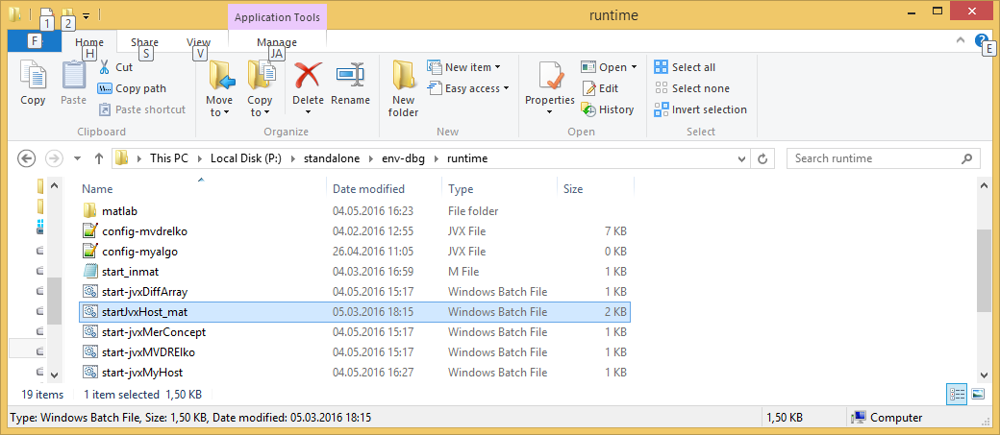 1 2 Application Tools runtime
F Home Share View Manage
H S V JA E
Copy Paste Cut Copy path Paste shortcut
Clipboard
Move to Copy to Delete Rename
Organize
New folder New item Easy access
New
Properties Open Edit History
Open
Select all Select none Invert selection
Select
This PC Local Disk (P:) standalone env-dbg runtime Search runtime
Name Date modified Type Size
matlab 04.05.2016 16:23 File folder
config-mvdrelko 04.02.2016 12:55 JVX File 7 KB
config-myalgo 26.04.2016 11:05 JVX File 0 KB
start_inmat 04.03.2016 16:59 M File 1 KB
start-jvxDiffArray 04.05.2016 15:17 Windows Batch File 1 KB
startJvxHost_mat 05.03.2016 18:15 Windows Batch File 2 KB
start-jvxMerConcept 04.05.2016 15:17 Windows Batch File 1 KB
start-jvxMVDRElko 04.05.2016 15:17 Windows Batch File 1 KB
start-jvxMyHost 04.05.2016 16:27 Windows Batch File 1 KB
19 items 1 item selected 1,50 KB
Type: Windows Batch File, Size: 1,50 KB, Date modified: 05.03.2016 18:15 1,50 KB Computer